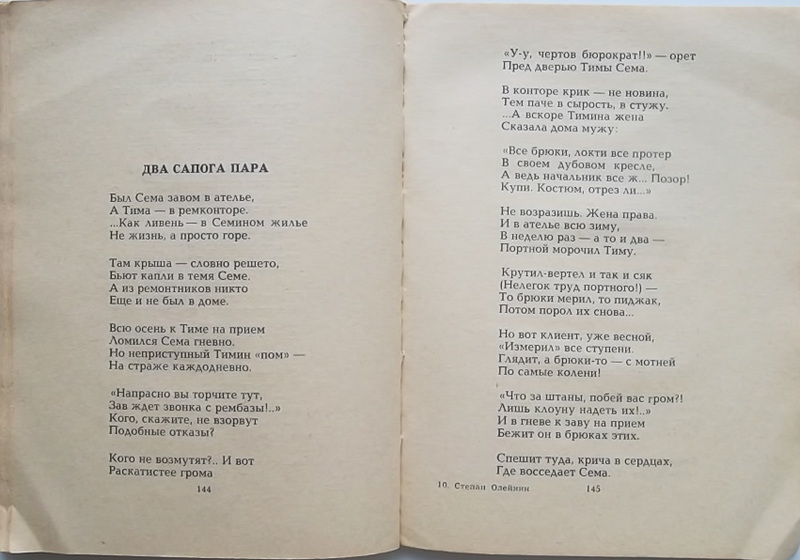 ДВА САПОГА ПАРА
Был Сема завом в ателье,
А Тима — в ремконторе.
...Как ливень — в Семином жилье
Не жизнь, а просто горе.
Там крыша — словно решето,
Бьют капли в темя Семе.
А из ремонтников никто
Еще и не был в доме.
Всю осень к Тиме на прием
Ломился Сема гневно.
Но неприступный Тимин «пом» —
На страже каждодневно.
«Напрасно вы торчите тут,
Зав ждет звонка с рембазы!..»
Кого, скажите, не взорвут
Подобные отказы?
Кого не возмутят?.. И вот
Раскатистее грома
144
«У-у, чертов бюрократ!!» — орет
Пред дверью Тимы Сема.
В конторе крик — не новина,
Тем паче в сырость, в стужу.
...А вскоре Тимина жена
Сказала дома мужу:
«Все брюки, локти все протер
В своем дубовом кресле,
А ведь начальник все ж... Позор!
Купи. Костюм, отрез ли...»
Не возразишь. Жена права.
И в ателье всю зиму,
В неделю раз — а то и два —
Портной морочил Тиму.
Крутил-вертел и так и сяк
(Нелегок труд портного!) —
То брюки мерил, то пиджак,
Потом порол их снова...
Но вот клиент, уже весной,
«Измерил» все ступени.
Глядит, а брюки-то — с мотней
По самые колени!
«Что за штаны, побей вас гром?!
Лишь клоуну надеть их!..»
И в гневе к заву на прием
Бежит он в брюках этих.
Спешит туда, крича в сердцах,
Где восседает Сема.
10. Степан Олейник
145